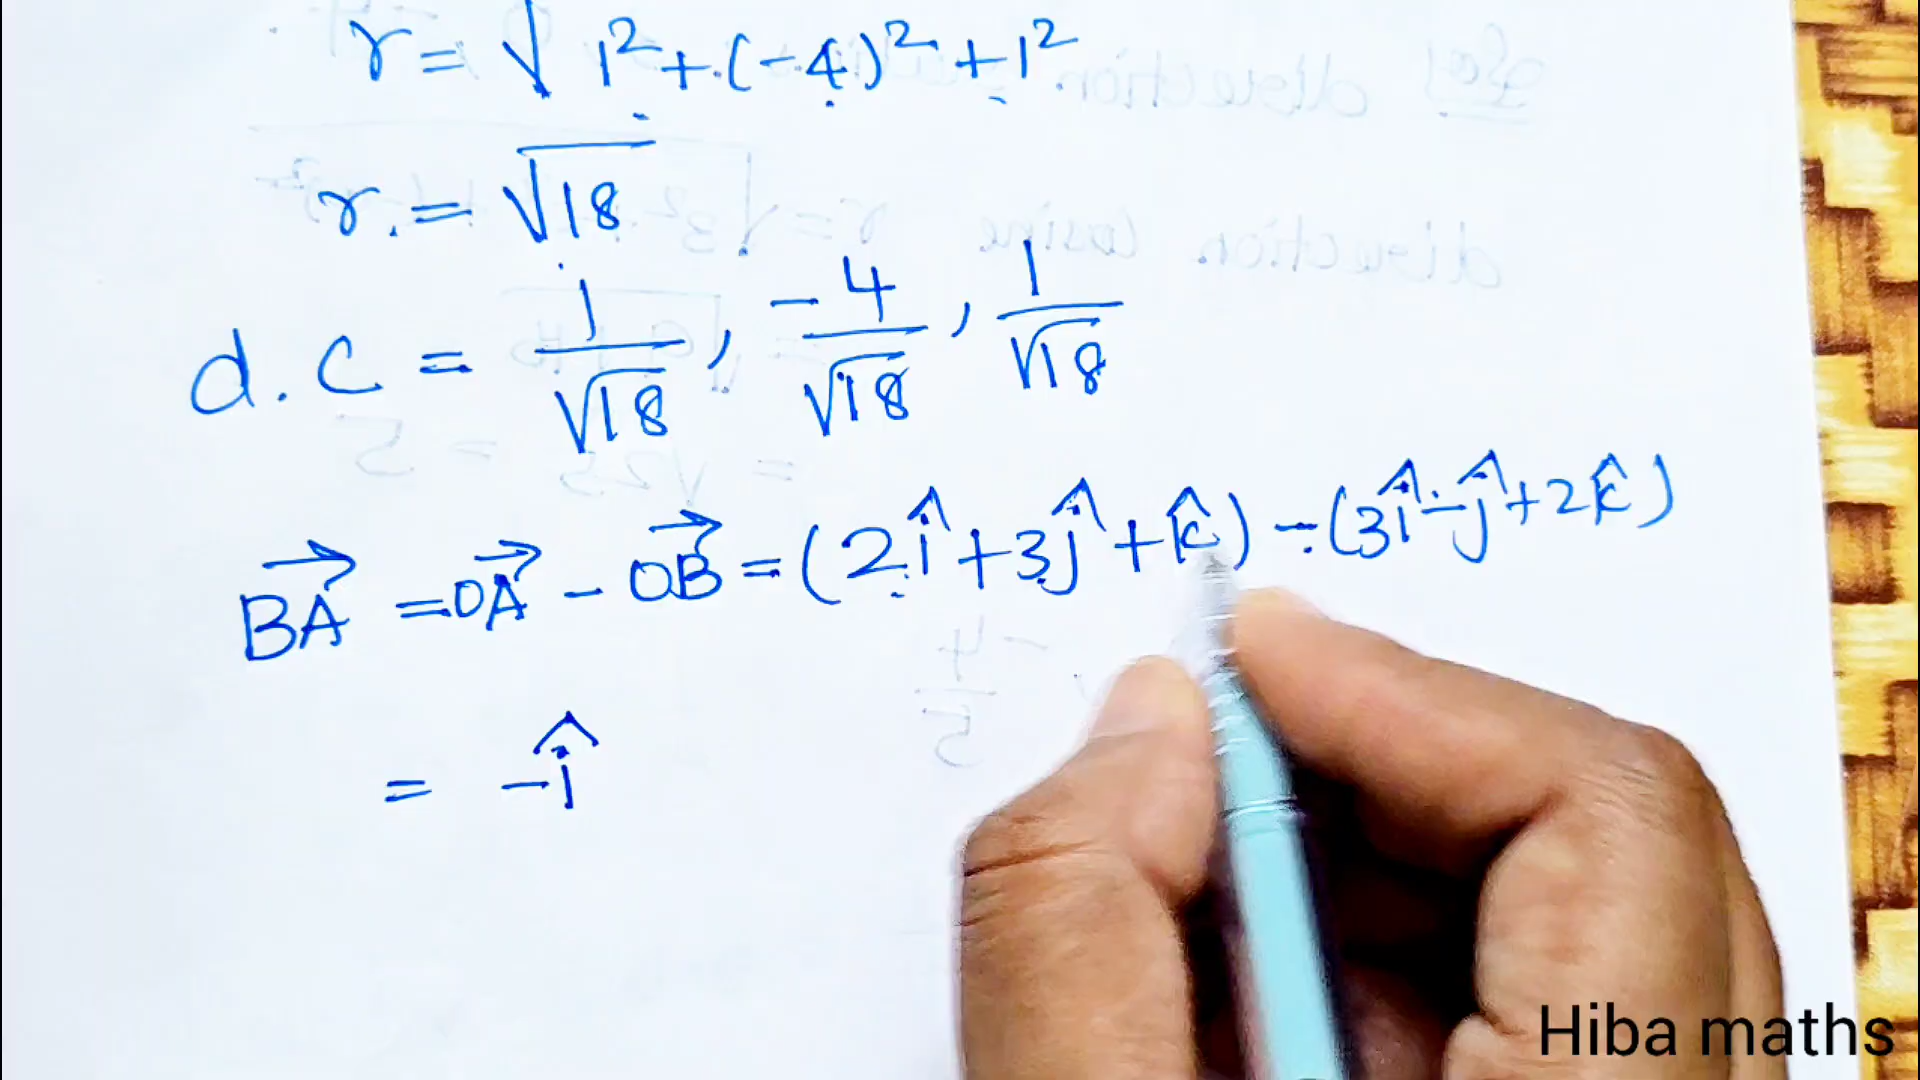 r = √1²+(-4)²+1²
r. = √18
d.c = 1/√18, -4/√18, 1/√18
→BA = →OA - →OB = (2î+3ĵ+k̂) - (3î-ĵ+2k̂)
= -î
Hiba maths